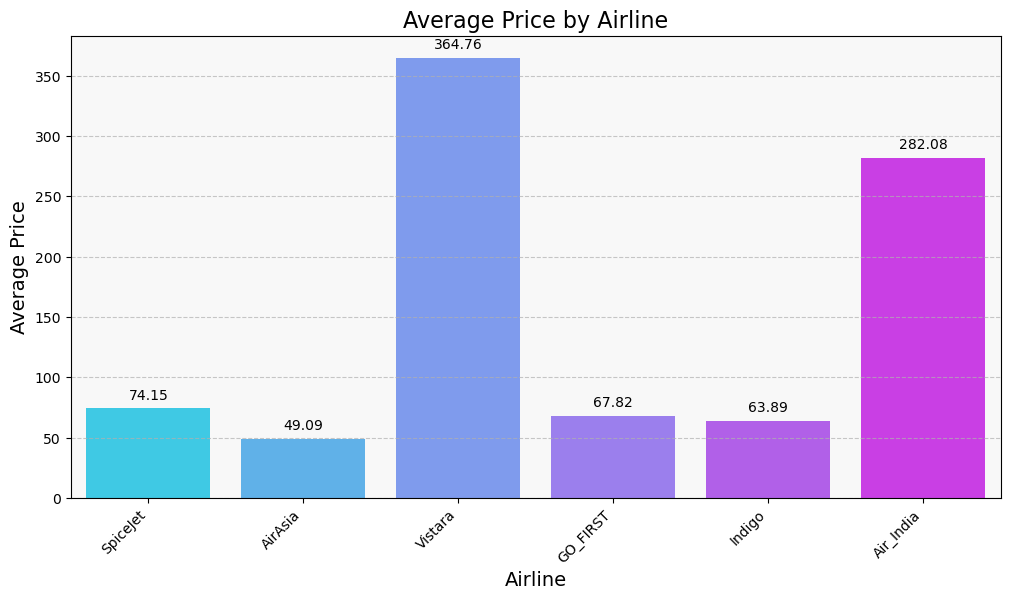 Average Price by Airline
Average Price
350
300
250
200
150
100
50
0
74.15
49.09
364.76
67.82
63.89
282.08
SpiceJet
AirAsia
Vistara
GO_FIRST
Indigo
Air_India
Airline